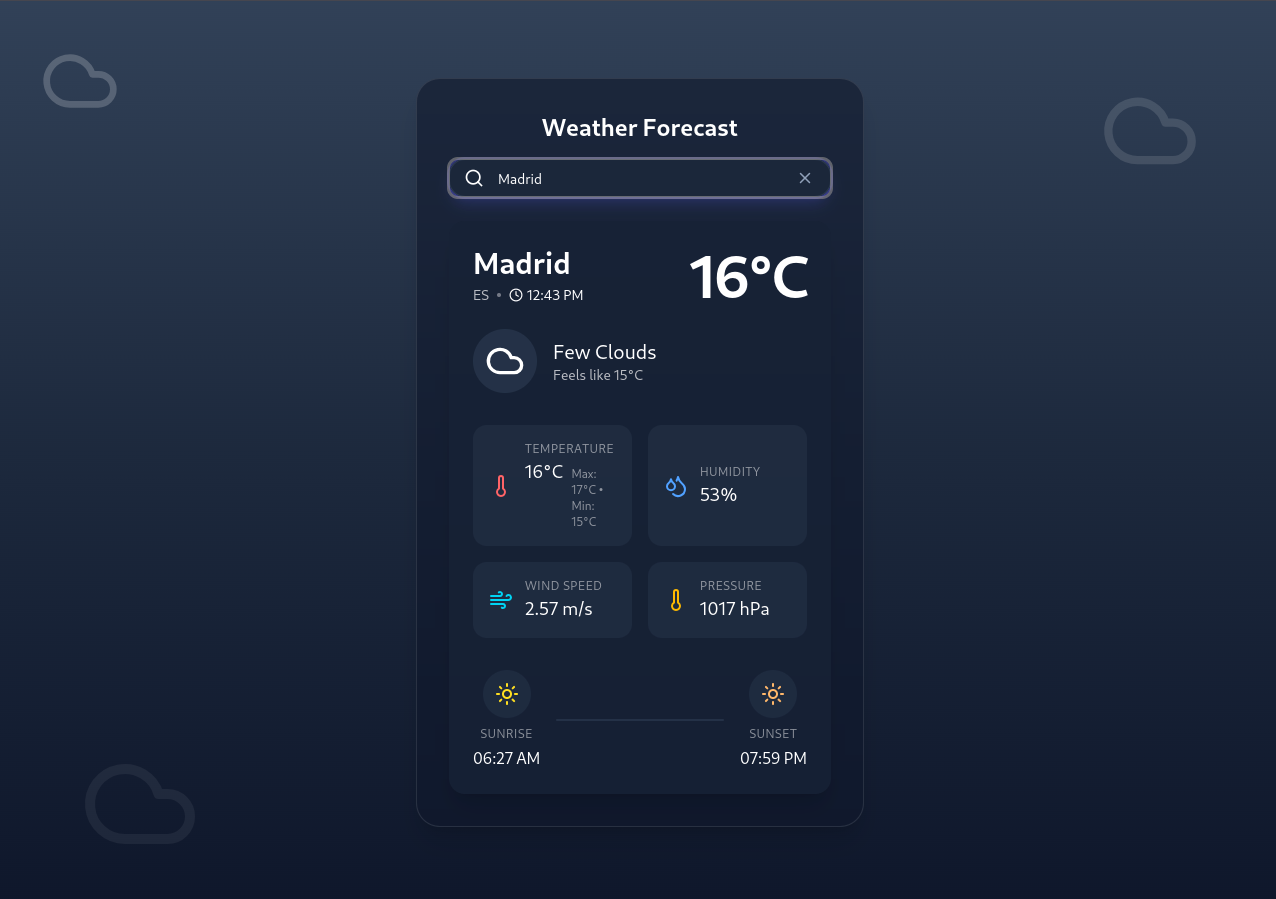 Weather Forecast
Madrid
Madrid
16°C
ES • 12:43 PM
Few Clouds
Feels like 15°C
TEMPERATURE
16°C Max:
17°C •
Min:
15°C
HUMIDITY
53%
WIND SPEED
2.57 m/s
PRESSURE
1017 hPa
SUNRISE
06:27 AM
SUNSET
07:59 PM